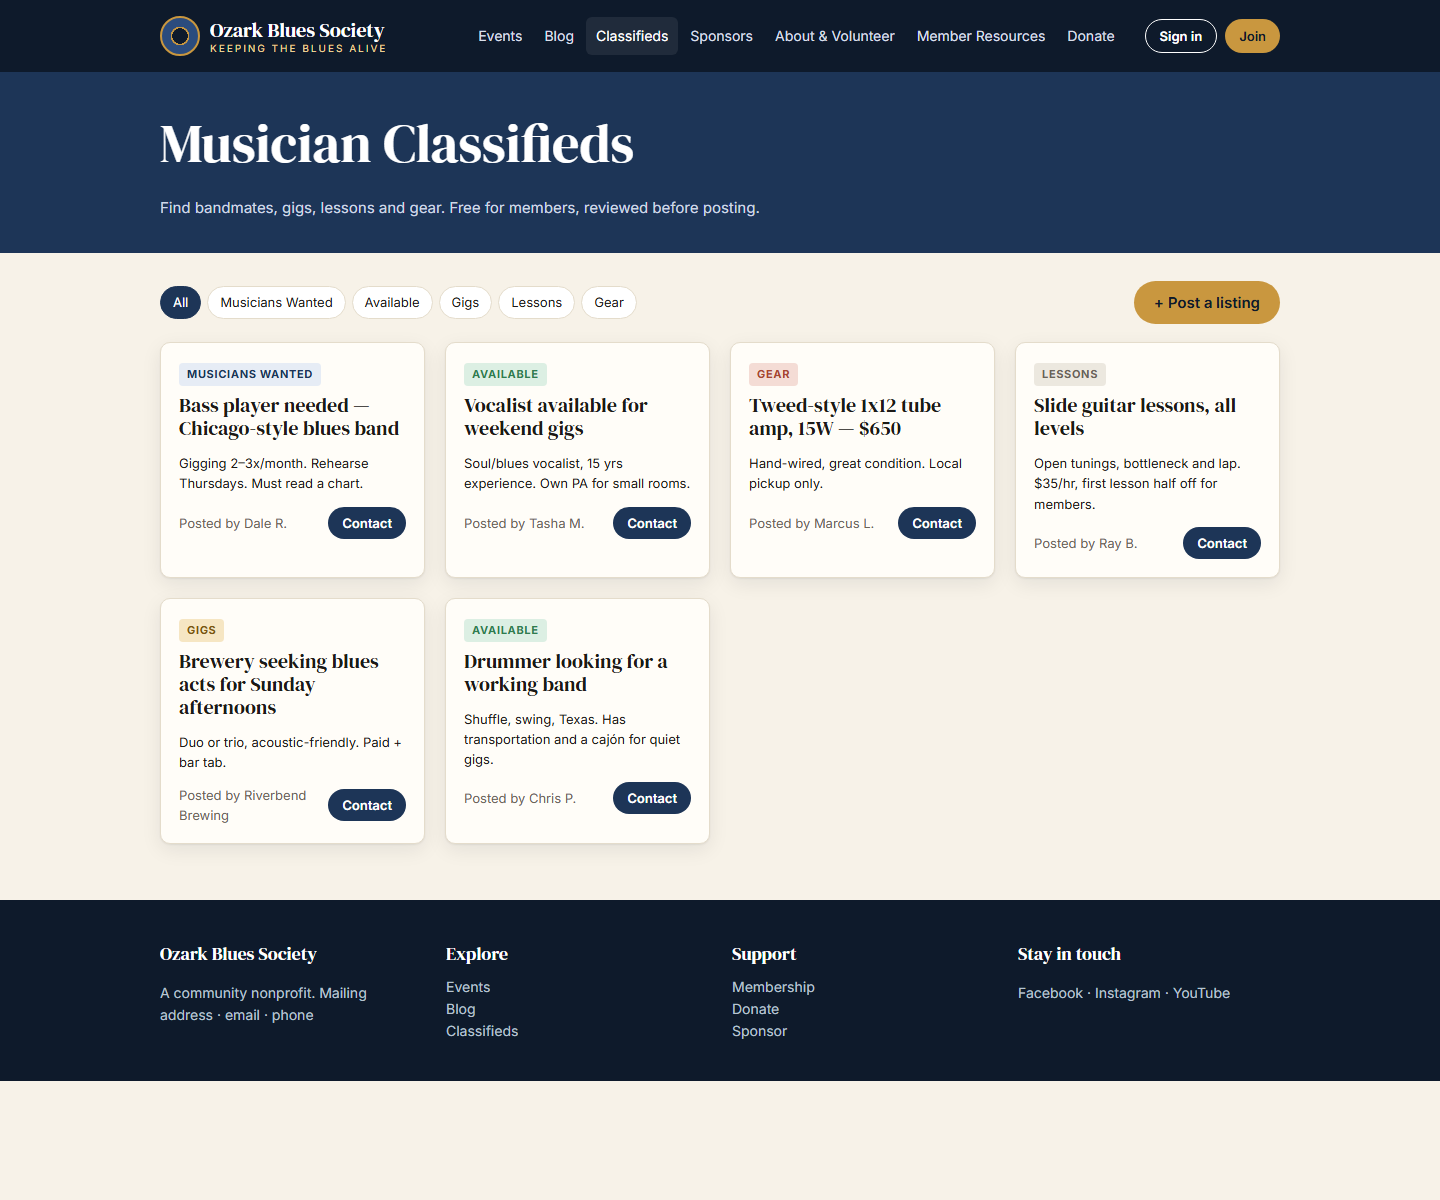 Ozark Blues Society
KEEPING THE BLUES ALIVE
Events
Blog
Classifieds
Sponsors
About & Volunteer
Member Resources
Donate
Sign in
Join
Musician Classifieds
Find bandmates, gigs, lessons and gear. Free for members, reviewed before posting.
All
Musicians Wanted
Available
Gigs
Lessons
Gear
+ Post a listing
MUSICIANS WANTED
Bass player needed —
Chicago-style blues band
Gigging 2–3x/month. Rehearse
Thursdays. Must read a chart.
Posted by Dale R.
Contact
AVAILABLE
Vocalist available for
weekend gigs
Soul/blues vocalist, 15 yrs
experience. Own PA for small rooms.
Posted by Tasha M.
Contact
GEAR
Tweed-style 1x12 tube
amp, 15W — $650
Hand-wired, great condition. Local
pickup only.
Posted by Marcus L.
Contact
LESSONS
Slide guitar lessons, all
levels
Open tunings, bottleneck and lap.
$35/hr, first lesson half off for
members.
Posted by Ray B.
Contact
GIGS
Brewery seeking blues
acts for Sunday
afternoons
Duo or trio, acoustic-friendly. Paid +
bar tab.
Posted by Riverbend
Brewing
Contact
AVAILABLE
Drummer looking for a
working band
Shuffle, swing, Texas. Has
transportation and a cajón for quiet
gigs.
Posted by Chris P.
Contact
Ozark Blues Society
A community nonprofit. Mailing
address · email · phone
Explore
Events
Blog
Classifieds
Support
Membership
Donate
Sponsor
Stay in touch
Facebook · Instagram · YouTube